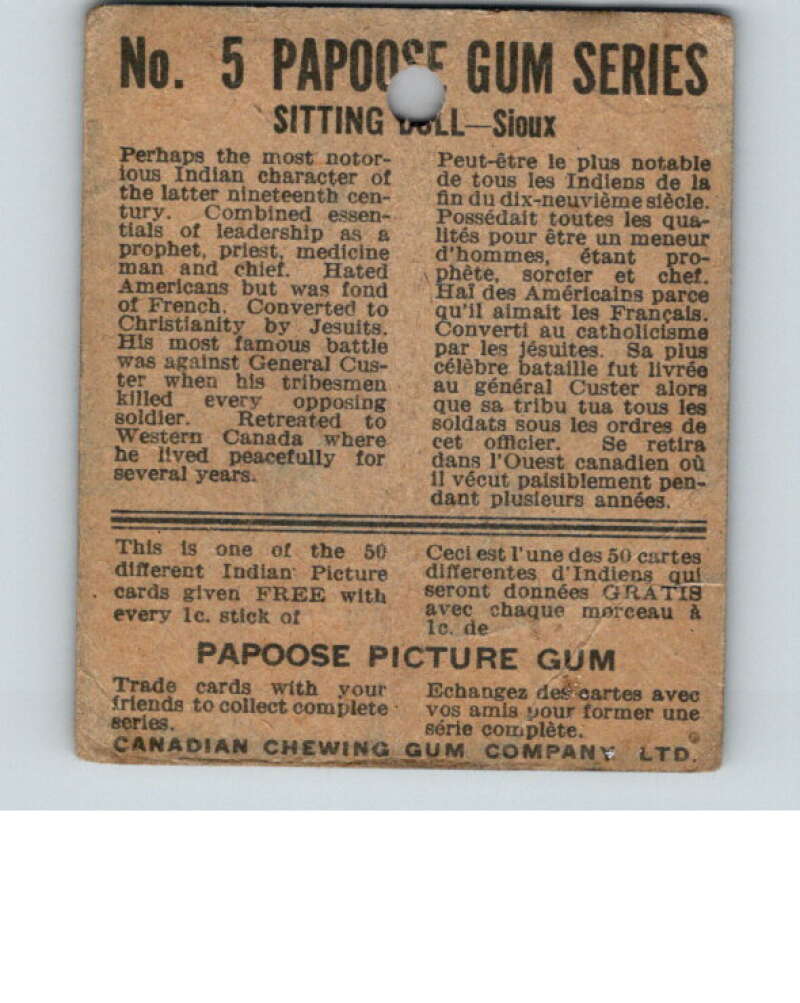 No. 5 PAPOOSE GUM SERIES
SITTING BULL—Sioux
Perhaps the most notor-
ious Indian character of
the latter nineteenth cen-
tury. Combined essen-
tials of leadership as a
prophet, priest, medicine
man and chief. Hated
Americans but was fond
of French. Converted to
Christianity by Jesuits.
His most famous battle
was against General Cus-
ter when his tribesmen
killed every opposing
soldier. Retreated to
Western Canada where
he lived peacefully for
several years.
Peut-être le plus notable
de tous les Indiens de la
fin du dix-neuvième siècle.
Possédait toutes les qua-
lités pour être un meneur
d'hommes, étant pro-
phète, sorcier et chef.
Haï des Américains parce
qu'il aimait les Français.
Converti au catholicisme
par les jésuites. Sa plus
célèbre bataille fut livrée
au général Custer alors
que sa tribu tua tous les
soldats sous les ordres de
cet officier. Se retira
dans l'Ouest canadien où
il vécut paisiblement pen-
dant plusieurs années.
This is one of the 50
different Indian Picture
cards given FREE with
every 1c. stick of
Ceci est l'une des 50 cartes
differentes d'Indiens qui
seront données GRATIS
avec chaque morceau à
1c. de
PAPOOSE PICTURE GUM
Trade cards with your
friends to collect complete
series.
Echangez des cartes avec
vos amis pour former une
série complète.
CANADIAN CHEWING GUM COMPANY LTD.